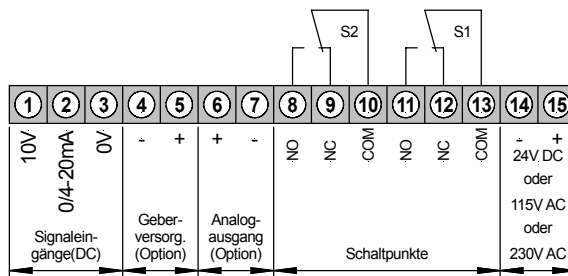 S2 S1
1 2 3 4 5 6 7 8 9 10 11 12 13 14 15
10V 0/4-20mA 0V - + + - NO NC COM NO NC COM - +
24V DC
oder
115V AC
oder
230V AC
Signalein-
gänge(DC)
Geber-
versorg.
(Option)
Analog-
ausgang
(Option)
Schaltpunkte